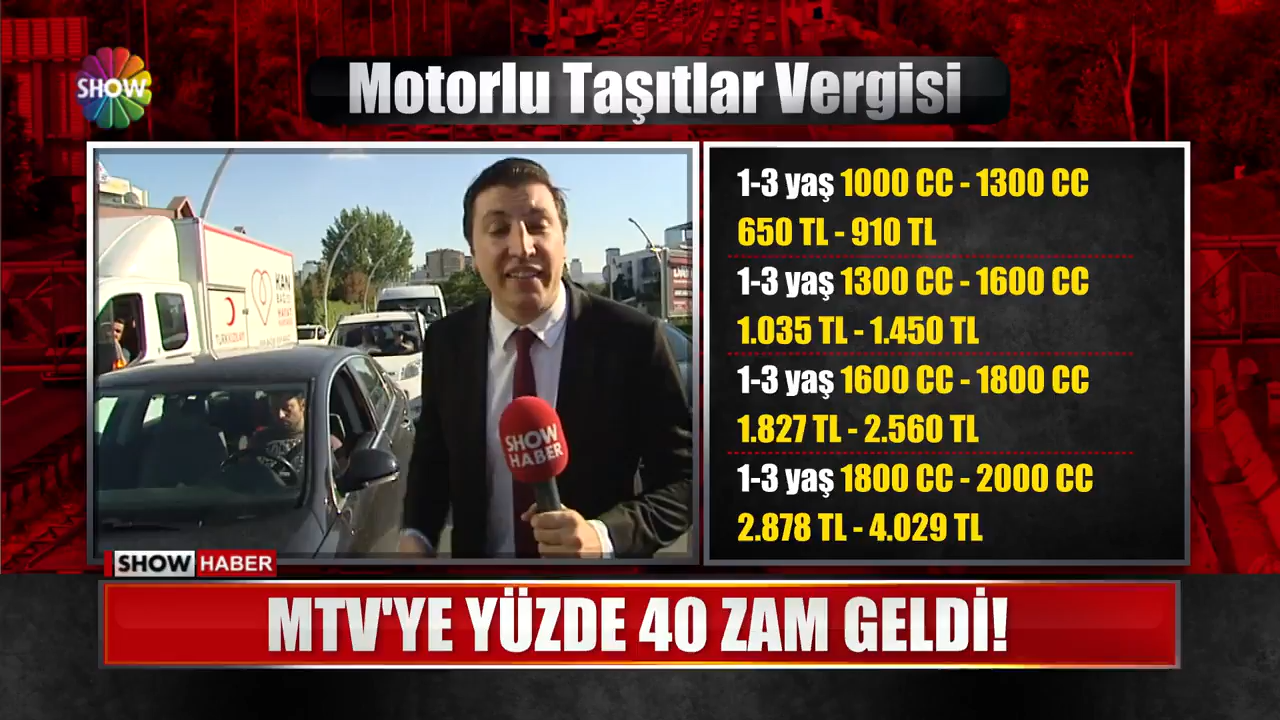 SHOW
Motorlu Taşıtlar Vergisi
KAN
TÜRK KIZILAYI
SHOW
HABER
1-3 yaş 1000 CC - 1300 CC
650 TL - 910 TL
1-3 yaş 1300 CC - 1600 CC
1.035 TL - 1.450 TL
1-3 yaş 1600 CC - 1800 CC
1.827 TL - 2.560 TL
1-3 yaş 1800 CC - 2000 CC
2.878 TL - 4.029 TL
SHOW HABER
MTV'YE YÜZDE 40 ZAM GELDİ!